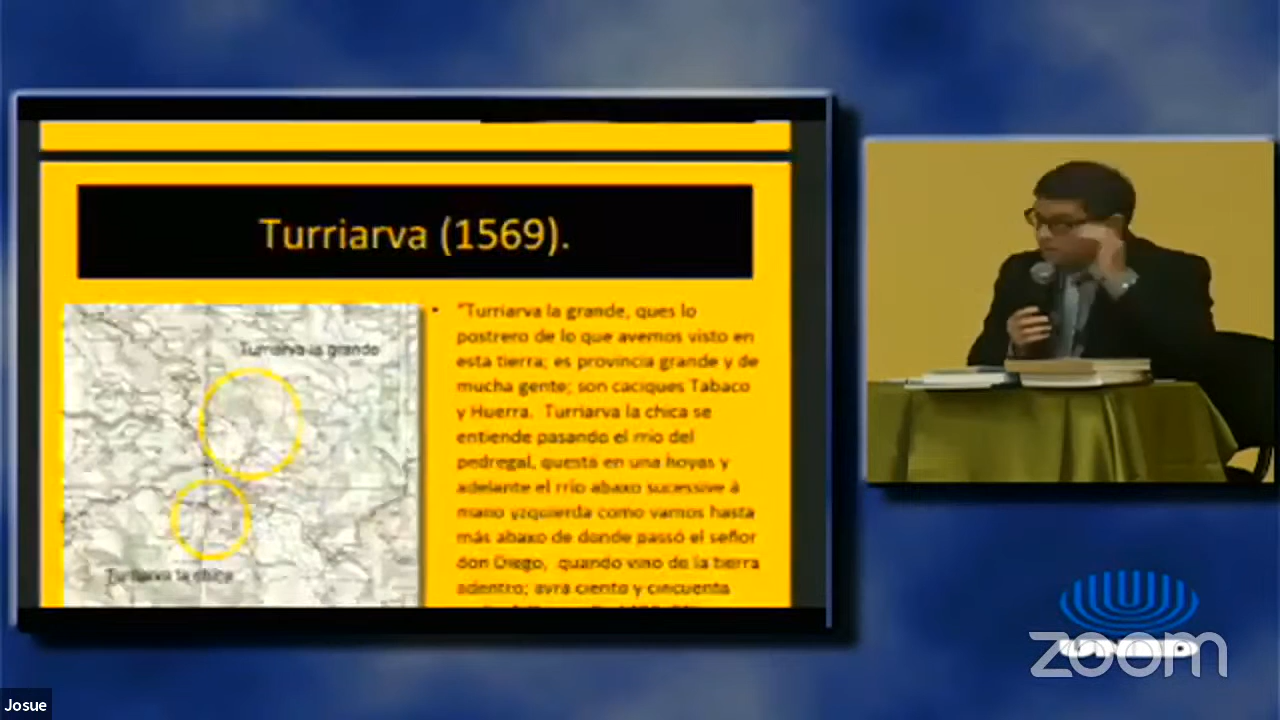 Turriarva (1569).
Turriarva la grande
Turriarva la chica
• "Turriarva la grande, ques lo
postrero de lo que avemos visto en
esta tierra; es provincia grande y de
mucha gente; son caciques Tabaco
y Huerra. Turriarva la chica se
entiende pasando el rrio del
pedregal, questa en una hoyas y
adelante el rrio abaxo sucessive á
mano yzquierda como vamos hasta
más abaxo de donde passó el señor
don Diego, quando vino de la tierra
adentro; avra ciento y cincuenta
zoom
Josue